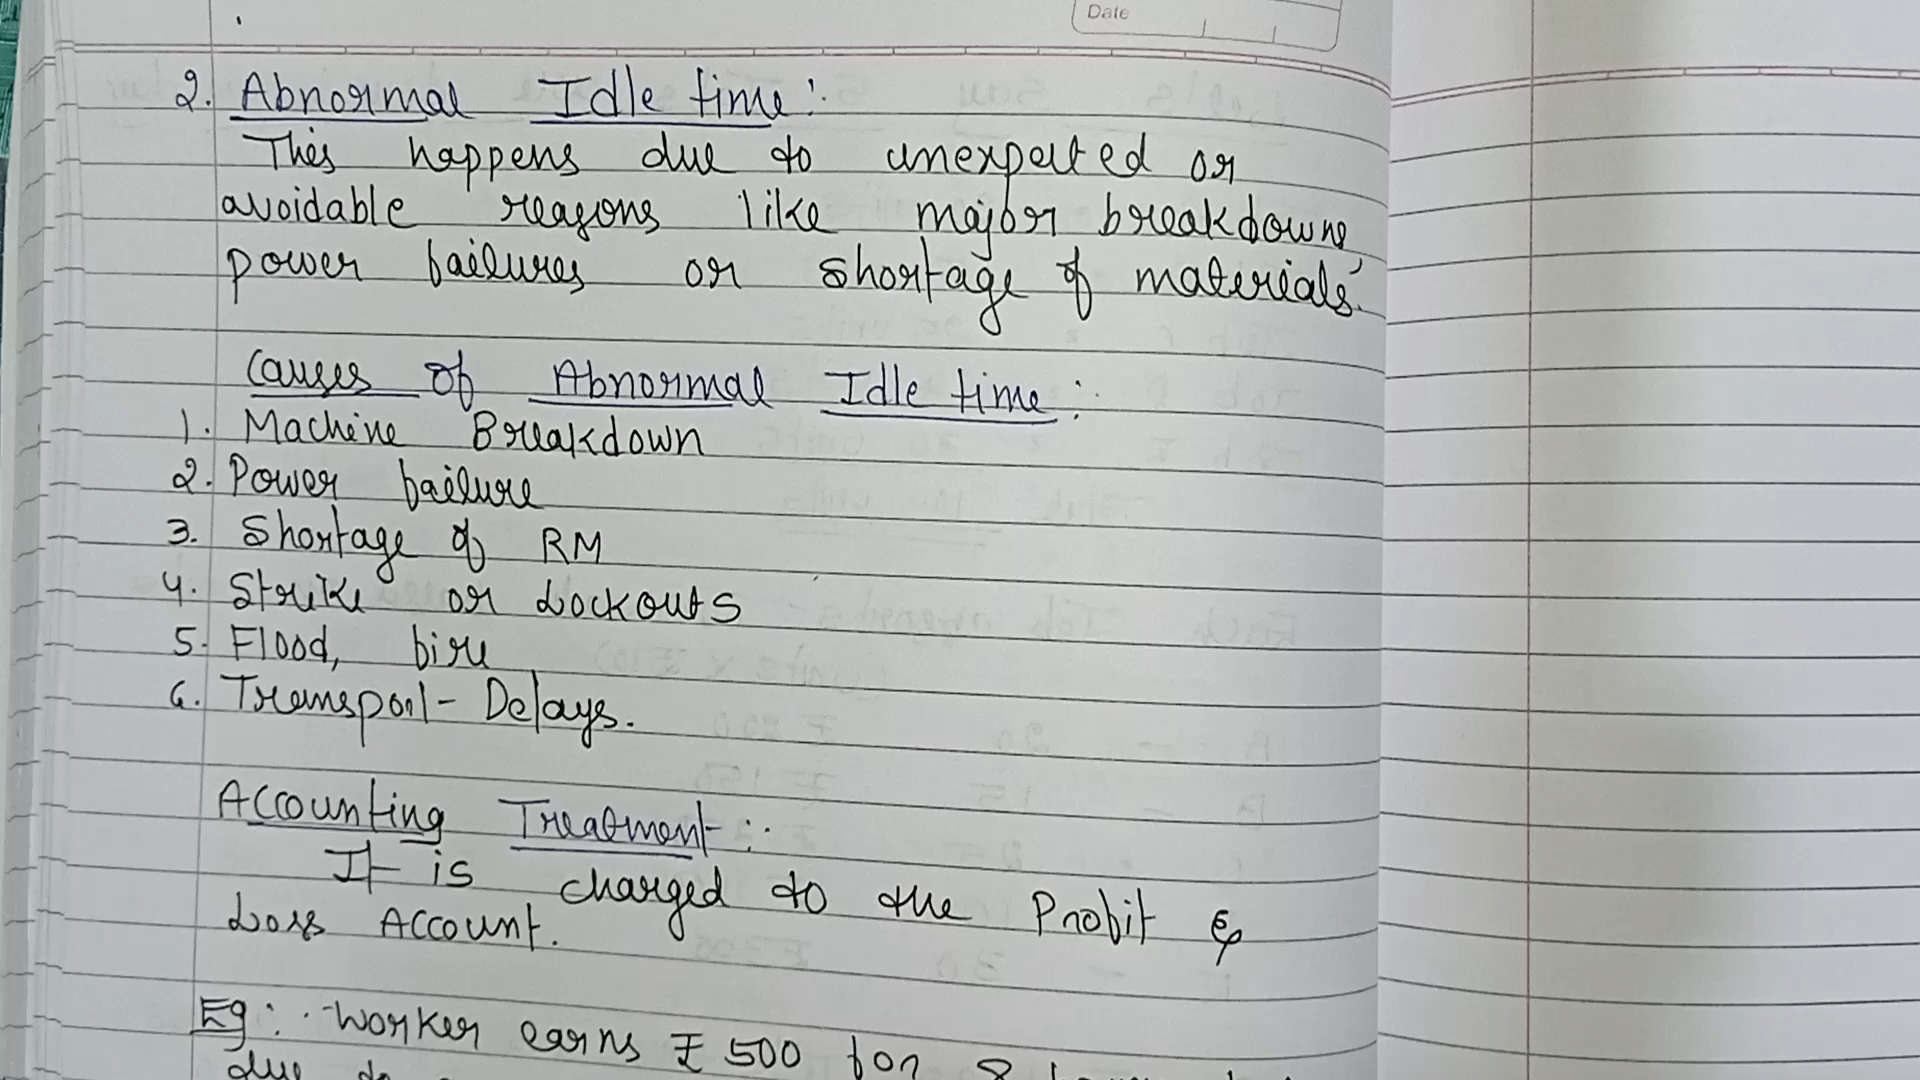 Date
2. Abnormal Idle time:
This happens due to unexpected or
avoidable reasons like major breakdowns,
power failures or shortage of materials.
Causes of Abnormal Idle time:
1. Machine Breakdown
2. Power failure
3. Shortage of RM
4. Strike or Lockouts
5. Flood, fire
6. Transport Delays.
Accounting Treatment:
It is charged to the Profit &
Loss Account.
Eg: Worker earns ₹ 500 for 8
due to